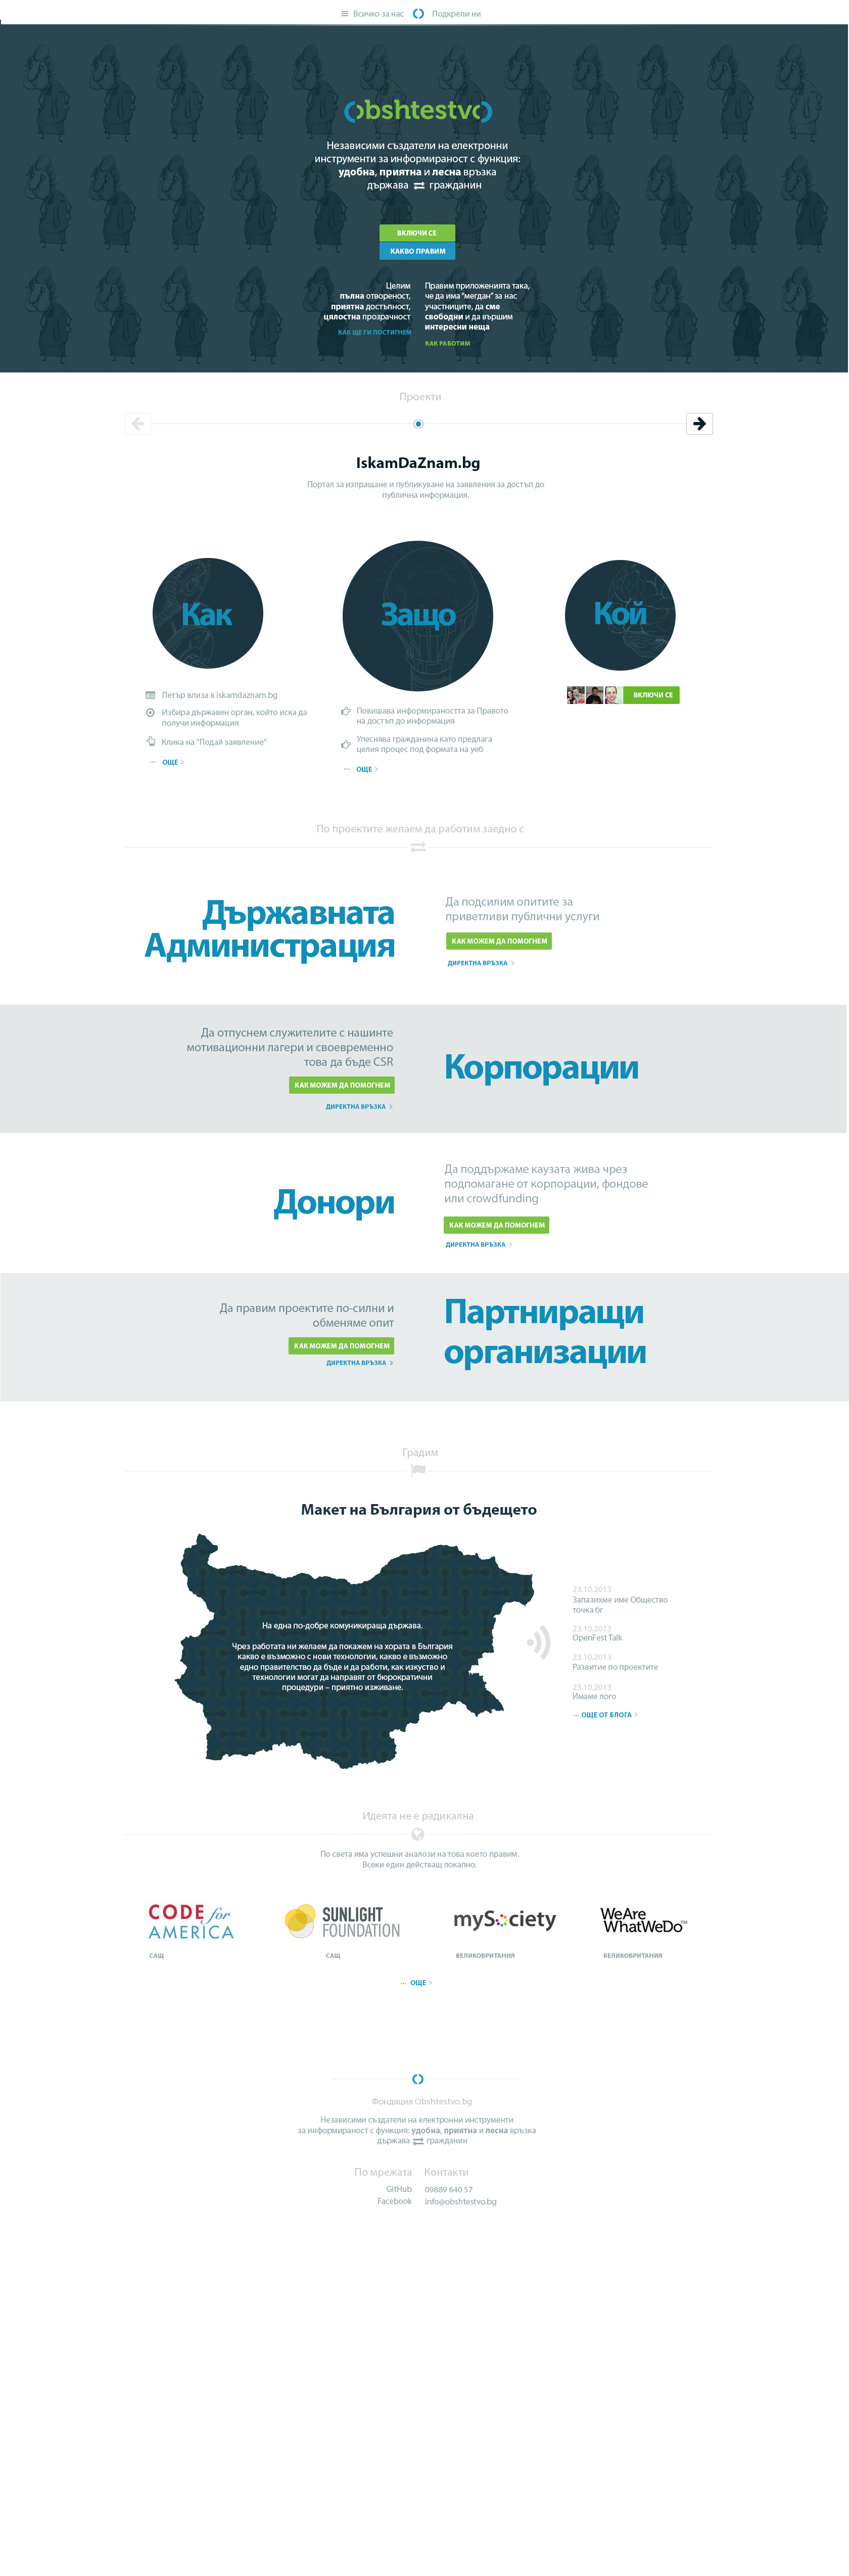 Всичко за нас
Подкрепи ни
obshtestvo
Независими създатели на електронни
инструменти за информираност с функция:
удобна, приятна и лесна връзка
държава гражданин
ВКЛЮЧИ СЕ
КАКВО ПРАВИМ
Целим
пълна отвореност,
приятна достъпност,
цялостна прозрачност
КАК ЩЕ ГИ ПОСТИГНЕМ
Правим приложенията така,
че да има "мегдан" за нас
участниците, да сме
свободни и да вършим
интересни неща
КАК РАБОТИМ
Проекти
IskamDaZnam.bg
Портал за изпращане и публикуване на заявления за достъп до
публична информация.
Как
Петър влиза в iskamdaznam.bg
Избира държавен орган, който иска да
получи информация
Клика на "Подай заявление"
... ОЩЕ
Защо
Повишава информираността за Правото
на достъп до информация
Улеснява гражданина като предлага
целия процес под формата на уеб
... ОЩЕ
Кой
ВКЛЮЧИ СЕ
По проектите желаем да работим заедно с
Държавната
Администрация
Да подсилим опитите за
приветливи публични услуги
КАК МОЖЕМ ДА ПОМОГНЕМ
ДИРЕКТНА ВРЪЗКА
Да отпуснем служителите с нашинте
мотивационни лагери и своевременно
това да бъде CSR
КАК МОЖЕМ ДА ПОМОГНЕМ
ДИРЕКТНА ВРЪЗКА
Корпорации
Донори
Да поддържаме каузата жива чрез
подпомагане от корпорации, фондове
или crowdfunding
КАК МОЖЕМ ДА ПОМОГНЕМ
ДИРЕКТНА ВРЪЗКА
Да правим проектите по-силни и
обменяме опит
КАК МОЖЕМ ДА ПОМОГНЕМ
ДИРЕКТНА ВРЪЗКА
Партниращи
организации
Градим
Макет на България от бъдещето
На една по-добре комуникираща държава.
Чрез работата ни желаем да покажем на хората в България
какво е възможно с нови технологии, какво е възможно
едно правителство да бъде и да работи, как изкуство и
технологии могат да направят от бюрократични
процедури – приятно изживане.
23.10.2013
Запазихме име Общество
точка бг
23.10.2013
OpenFest Talk
23.10.2013
Развитие по проектите
23.10.2013
Имаме лого
... ОЩЕ ОТ БЛОГА
Идеята не е радикална
По света има успешни аналози на това което правим.
Всеки един действащ локално.
CODE for
AMERICA
САЩ
SUNLIGHT
FOUNDATION
САЩ
mySociety
ВЕЛИКОБРИТАНИЯ
WeAre
WhatWeDo™
ВЕЛИКОБРИТАНИЯ
... ОЩЕ
Фондация Obshtestvo.bg
Независими създатели на електронни инструменти
за информираност с функция: удобна, приятна и лесна връзка
държава гражданин
По мрежата
GitHub
Facebook
Контакти
09889 640 57
info@obshtestvo.bg